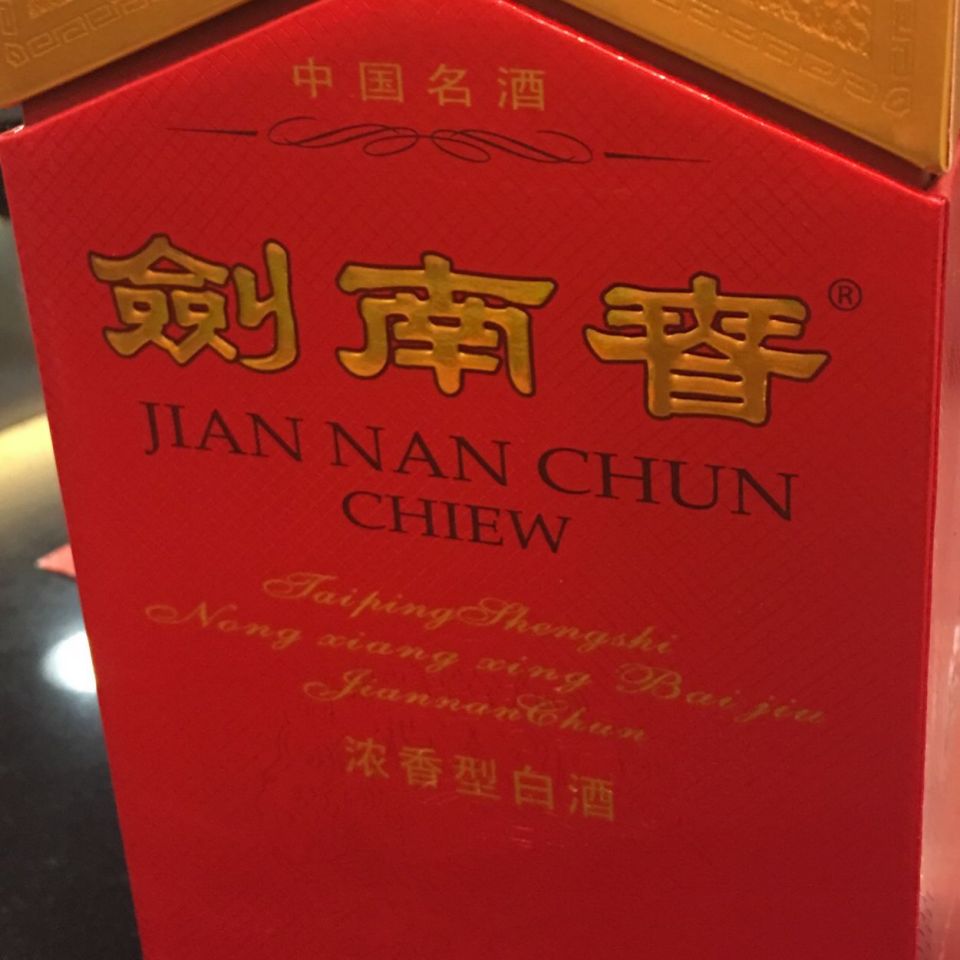 中国名酒
劍南春®
JIAN NAN CHUN
CHIEW
TaipingShengshi
Nong xiang xing Bai jiu
JiannanChun
浓香型白酒